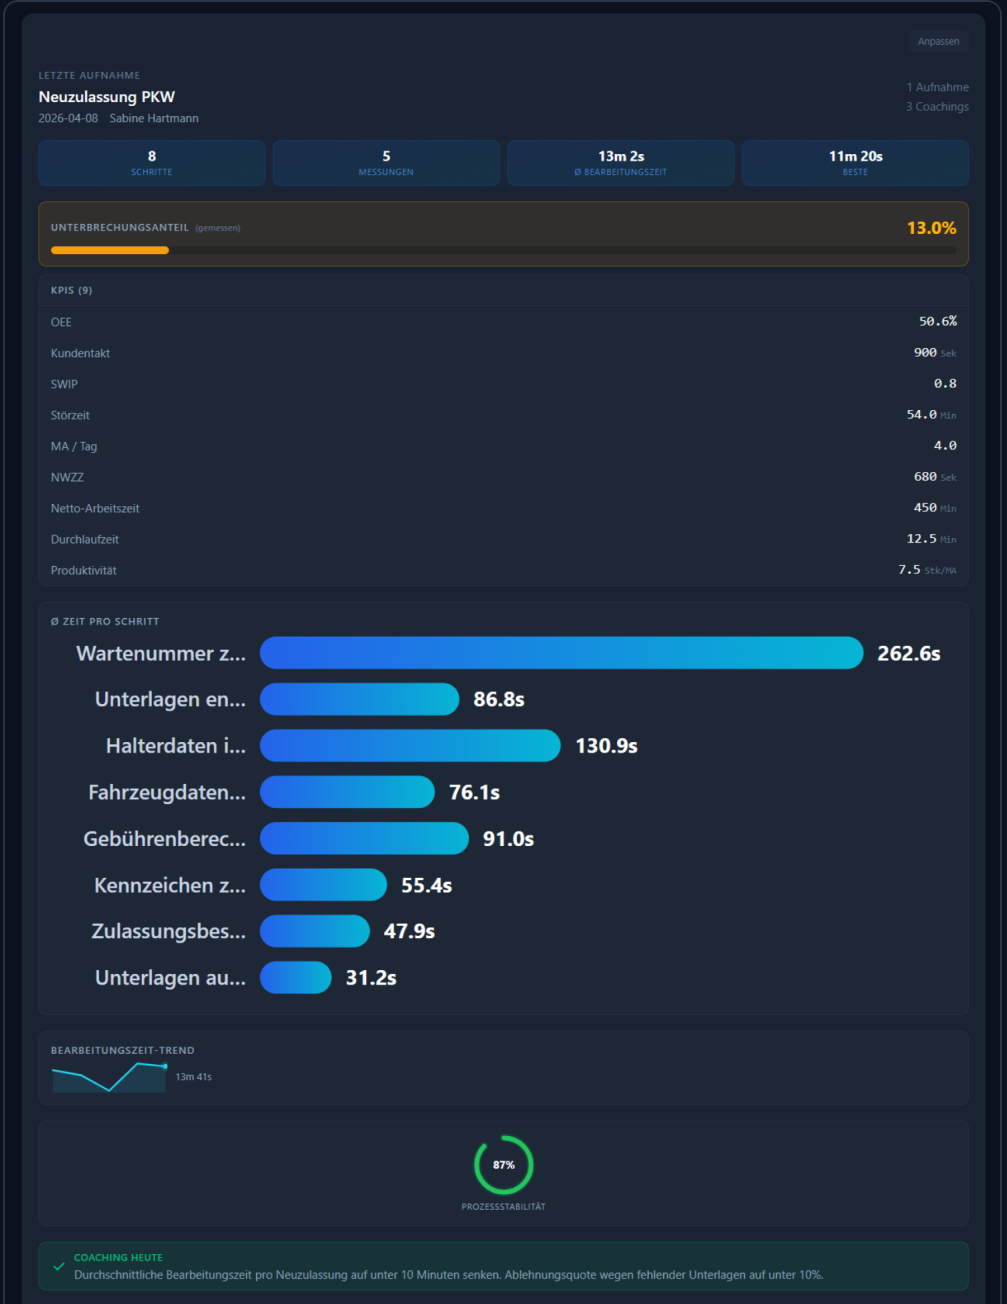 Anpassen
LETZTE AUFNAHME
Neuzulassung PKW
2026-04-08 Sabine Hartmann
1 Aufnahme
3 Coachings
8
SCHRITTE
5
MESSUNGEN
13m 2s
Ø BEARBEITUNGSZEIT
11m 20s
BESTE
UNTERBRECHUNGSANTEIL (gemessen) 13.0%
KPIS (9)
OEE 50.6%
Kundentakt 900 Sek
SWIP 0.8
Störzeit 54.0 Min
MA / Tag 4.0
NWZZ 680 Sek
Netto-Arbeitszeit 450 Min
Durchlaufzeit 12.5 Min
Produktivität 7.5 Stk/MA
Ø ZEIT PRO SCHRITT
Wartenummer z... 262.6s
Unterlagen en... 86.8s
Halterdaten i... 130.9s
Fahrzeugdaten... 76.1s
Gebührenberec... 91.0s
Kennzeichen z... 55.4s
Zulassungsbes... 47.9s
Unterlagen au... 31.2s
BEARBEITUNGSZEIT-TREND
13m 41s
87%
PROZESSSTABILITÄT
COACHING HEUTE
Durchschnittliche Bearbeitungszeit pro Neuzulassung auf unter 10 Minuten senken. Ablehnungsquote wegen fehlender Unterlagen auf unter 10%.